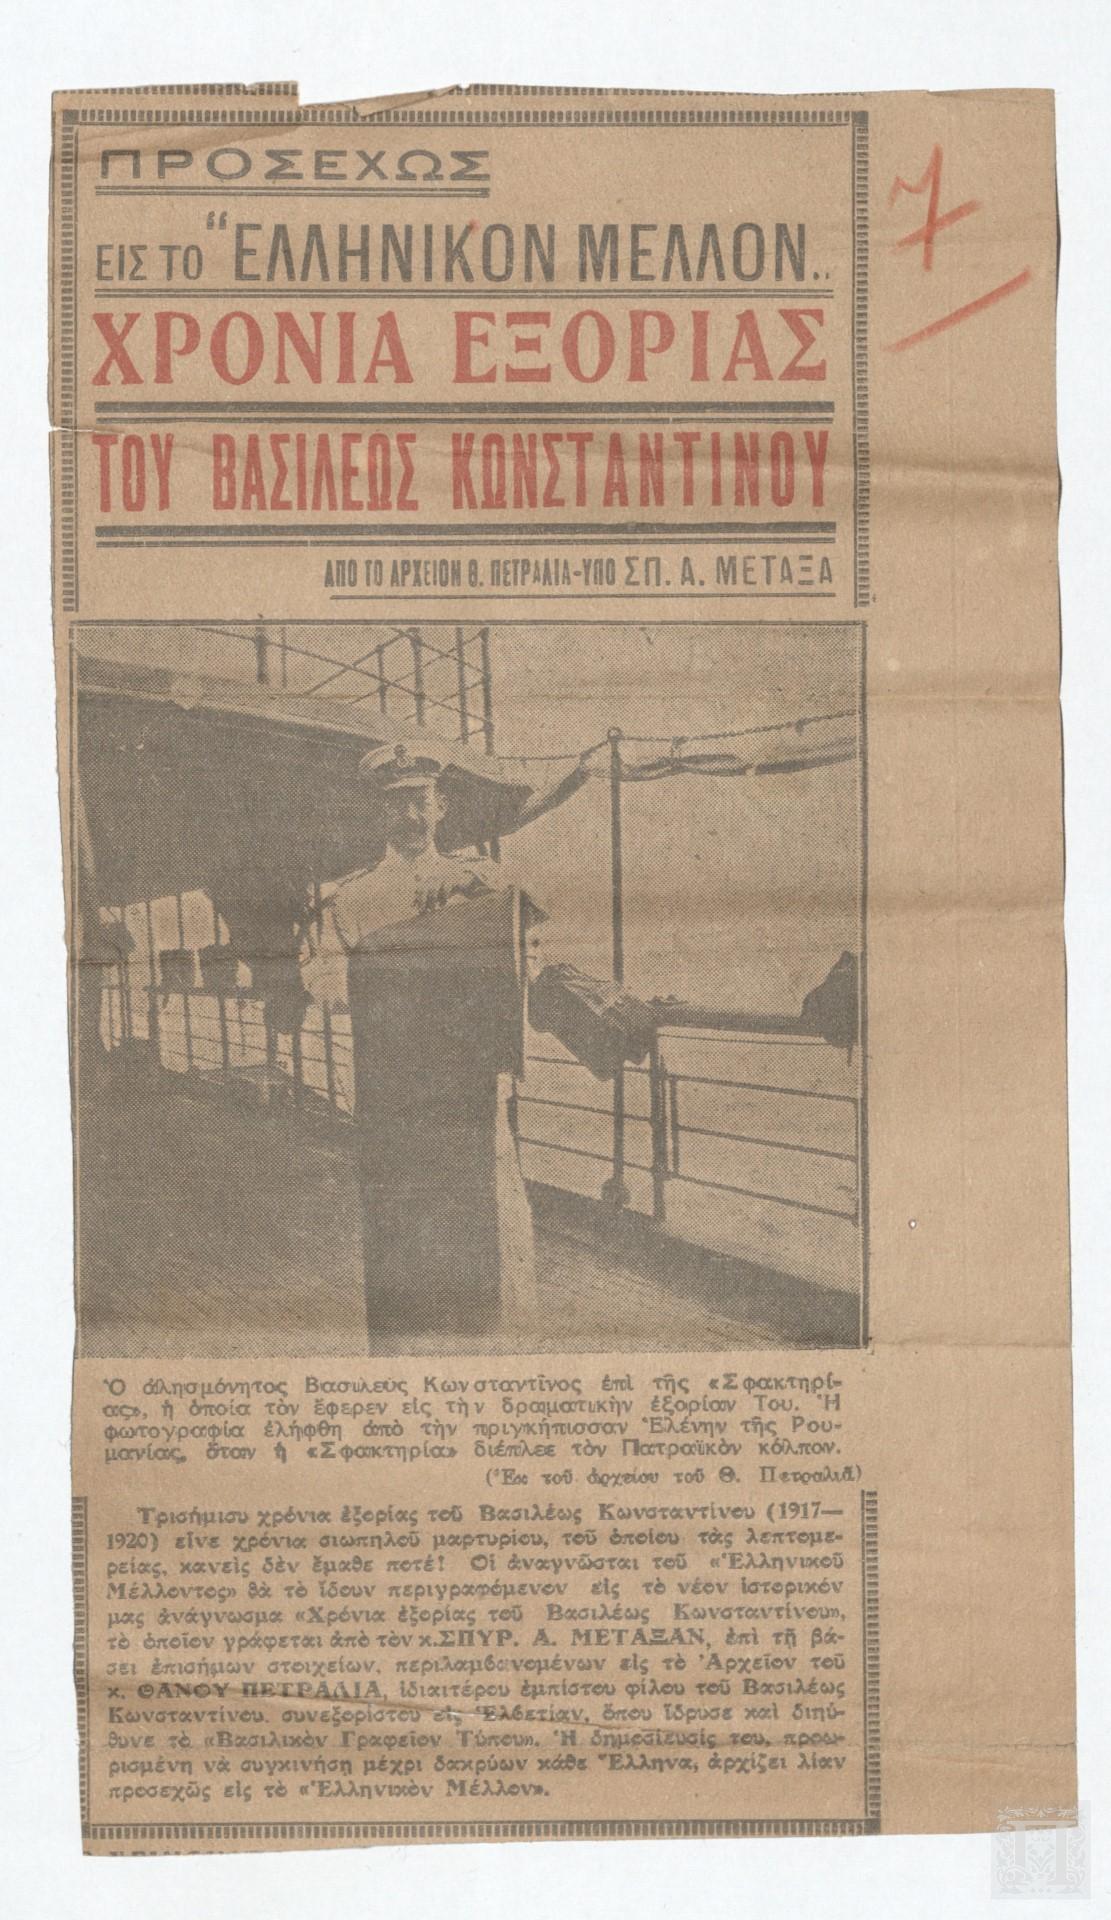 ΠΡΟΣΕΧΩΣ
7
ΕΙΣ ΤΟ "ΕΛΛΗΝΙΚΟΝ ΜΕΛΛΟΝ„
ΧΡΟΝΙΑ ΕΞΟΡΙΑΣ
ΤΟΥ ΒΑΣΙΛΕΩΣ ΚΩΝΣΤΑΝΤΙΝΟΥ
ΑΠΟ ΤΟ ΑΡΧΕΙΟΝ Θ. ΠΕΤΡΑΛΙΑ-ΥΠΟ ΣΠ. Α. ΜΕΤΑΞΑ
Ὁ ἀλησμόνητος Βασιλεὺς Κωνσταντῖνος ἐπὶ τῆς «Σφακτηρί-
ας», ἡ ὁποία τὸν ἔφερεν εἰς τὴν δραματικὴν ἐξορίαν Του. Ἡ
φωτογραφία ἐλήφθη ἀπὸ τὴν πριγκήπισσαν Ἑλένην τῆς Ρου-
μανίας, ὅταν ἡ «Σφακτηρία» διέπλεε τὸν Πατραϊκὸν κόλπον.
(Ἐκ τοῦ ἀρχείου τοῦ Θ. Πετραλιᾶ)
Τρισήμισυ χρόνια ἐξορίας τοῦ Βασιλέως Κωνσταντίνου (1917—
1920) εἶνε χρόνια σιωπηλοῦ μαρτυρίου, τοῦ ὁποίου τὰς λεπτομε-
ρείας, κανεὶς δὲν ἔμαθε ποτέ! Οἱ ἀναγνῶσται τοῦ «Ἑλληνικοῦ
Μέλλοντος» θὰ τὸ ἴδουν περιγραφόμενον εἰς τὸ νέον ἱστορικόν
μας ἀνάγνωσμα «Χρόνια ἐξορίας τοῦ Βασιλέως Κωνσταντίνου»,
τὸ ὁποῖον γράφεται ἀπὸ τὸν κ. ΣΠΥΡ. Α. ΜΕΤΑΞΑΝ, ἐπὶ τῇ βά-
σει ἐπισήμων στοιχείων, περιλαμβανομένων εἰς τὸ Ἀρχεῖον τοῦ
κ. ΘΑΝΟΥ ΠΕΤΡΑΛΙΑ, ἰδιαιτέρου ἐμπίστου φίλου τοῦ Βασιλέως
Κωνσταντίνου, συνεξορίστου εἰς Ἑλβετίαν, ὅπου ἵδρυσε καὶ διηύ-
θυνε τὸ «Βασιλικὸν Γραφεῖον Τύπου». Ἡ δημοσίευσίς του, προω-
ρισμένη νὰ συγκινήσῃ μέχρι δακρύων κάθε Ἕλληνα, ἀρχίζει λίαν
προσεχῶς εἰς τὸ «Ἑλληνικὸν Μέλλον».